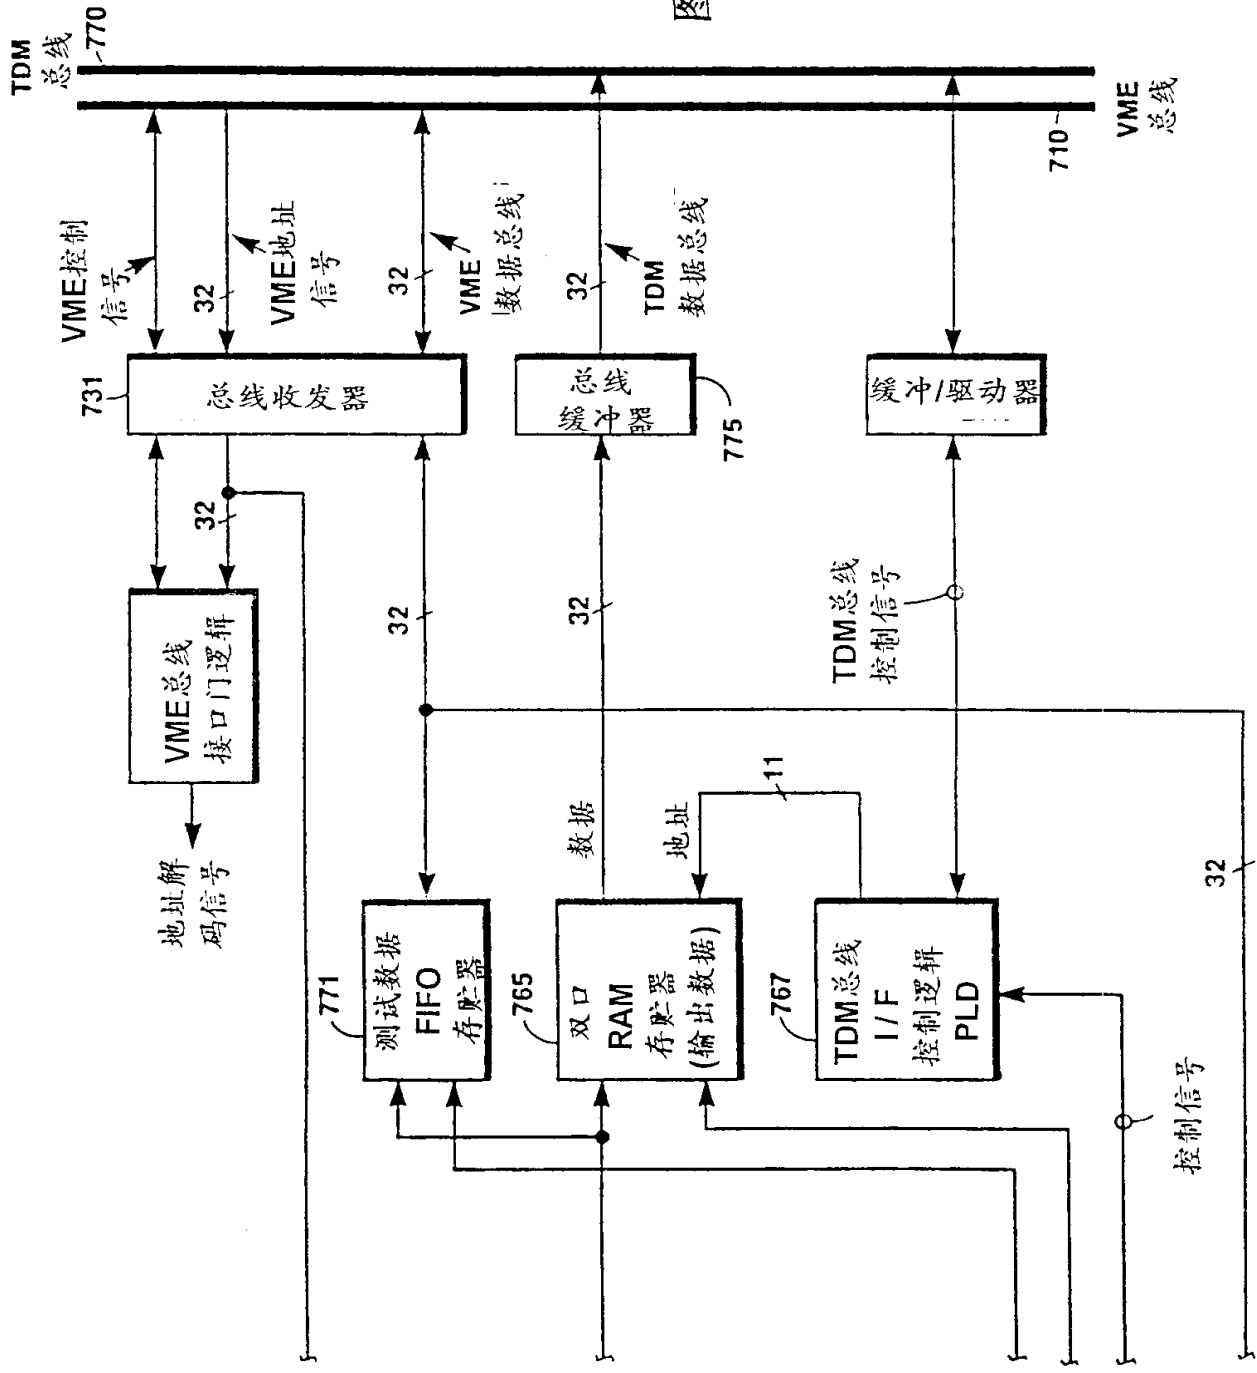 图
TDM
总线
770
VME控制
信号
32
VME地址
信号
32
VME
数据总线
32
TDM
数据总线
710
VME
总线
731
总线收发器
总线
缓冲器
775
缓冲/驱动器
32
32
32
TDM总线
控制信号
VME总线
接口门逻辑
地址解
码信号
数据
地址
11
32
771
测试数据
FIFO
存贮器
765
双口
RAM
存贮器
(输出数据)
767
TDM总线
I/F
控制逻辑
PLD
控制信号